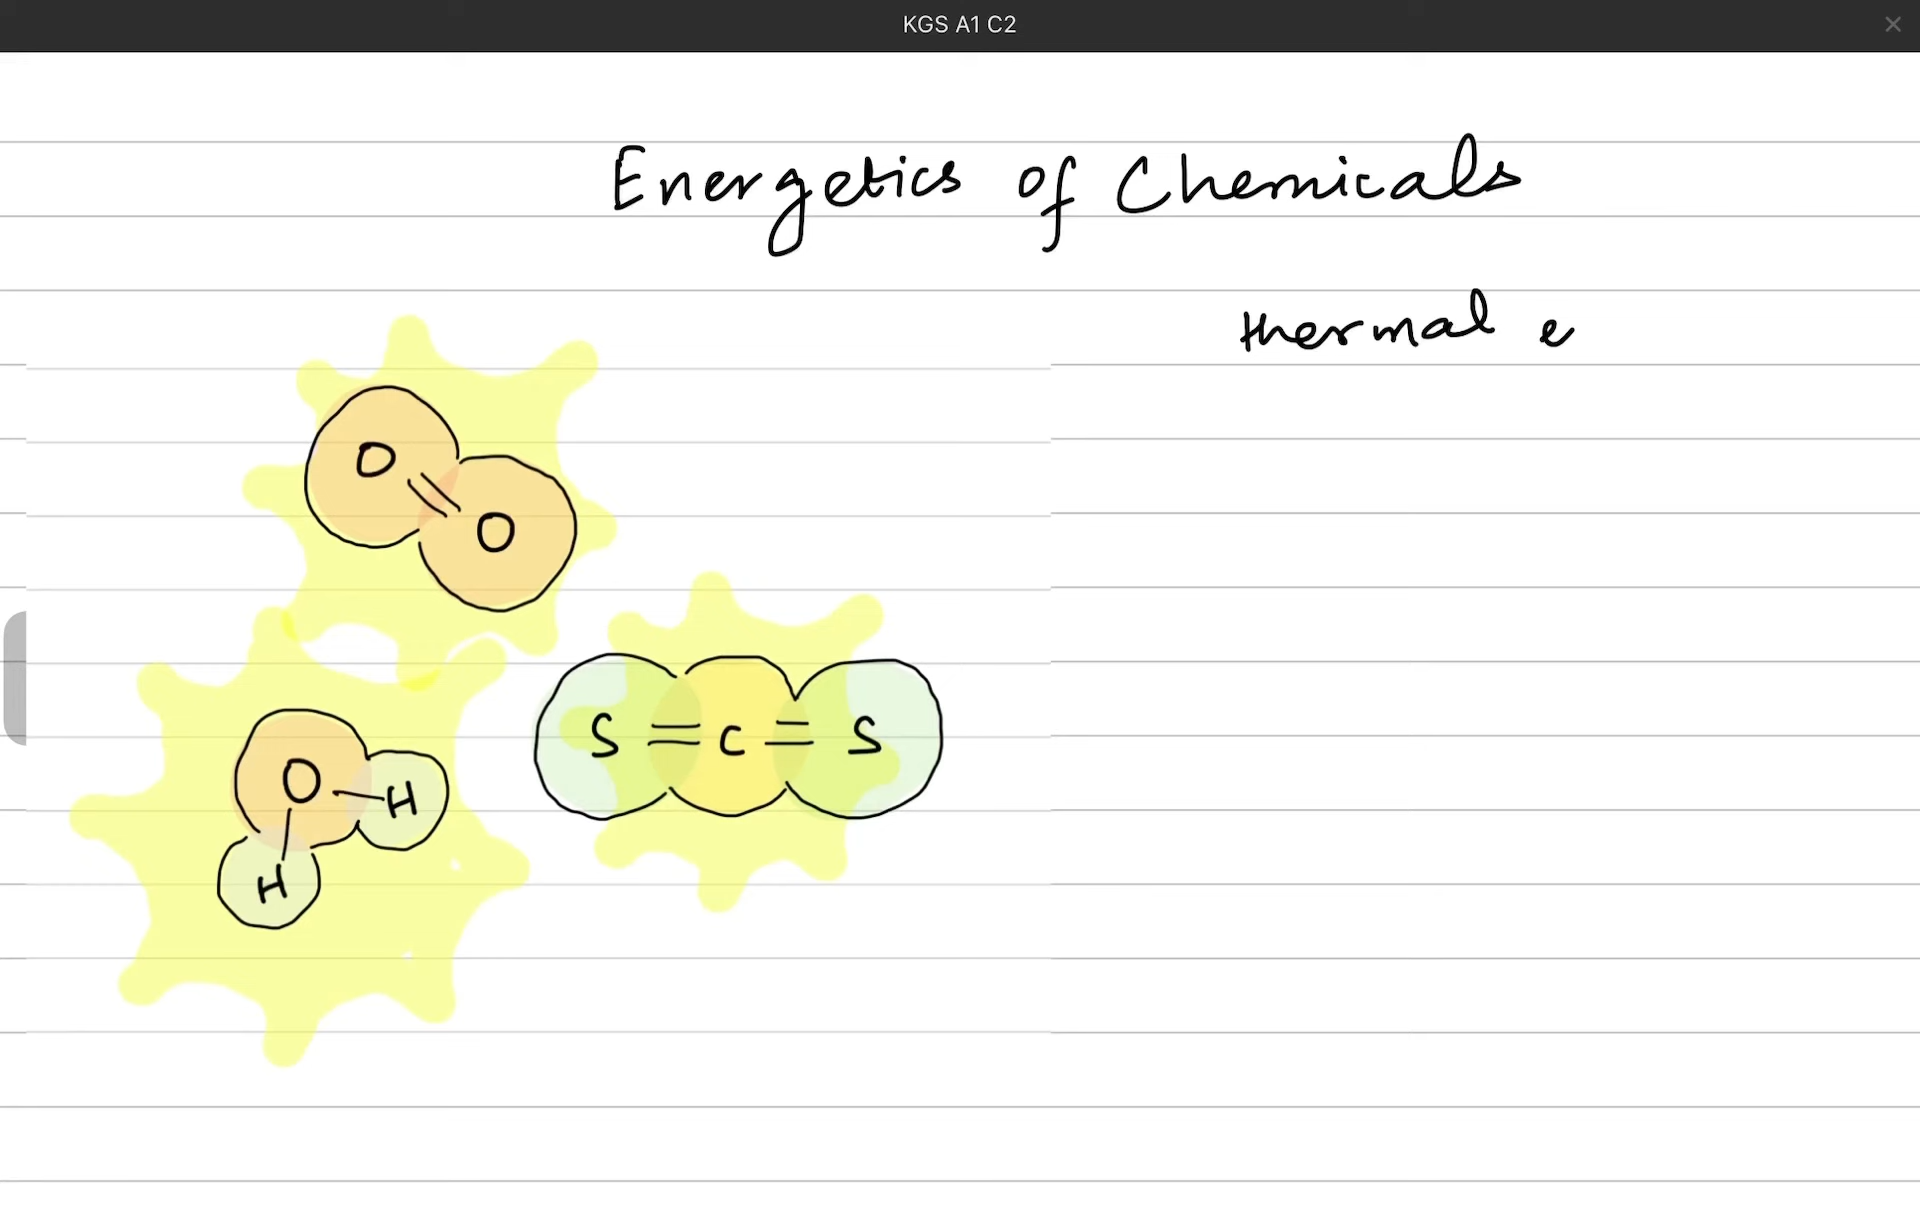 KGS A1 C2
Energetics of Chemicals
thermal e
O
O
S = C = S
O
H
H